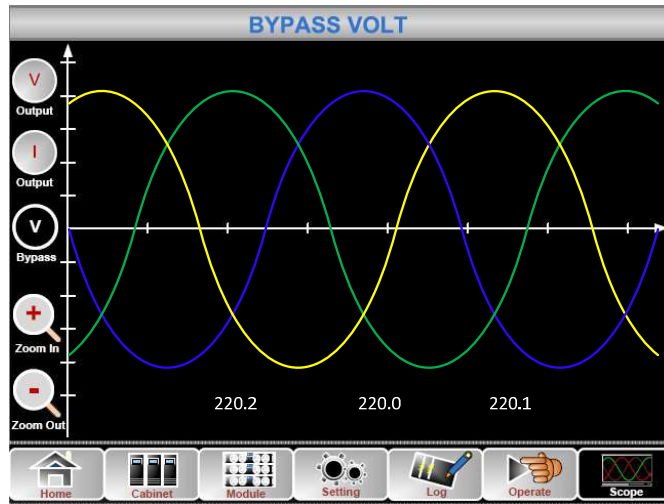 BYPASS VOLT
V
Output
I
Output
V
Bypass
+
Zoom In
-
Zoom Out
220.2 220.0 220.1
Home Cabinet Module Setting Log Operate Scope